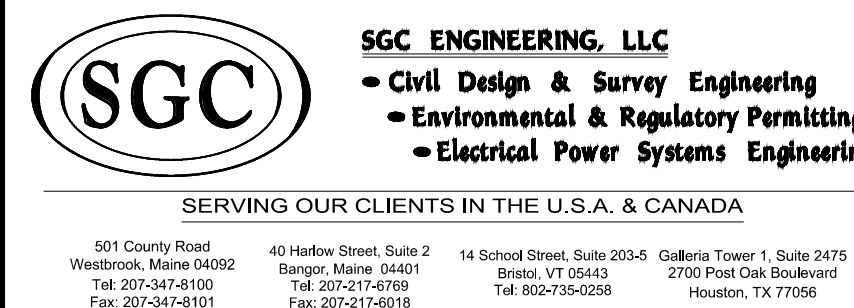 SGC
SGC ENGINEERING, LLC
Civil Design & Survey Engineering
Environmental & Regulatory Permitting
Electrical Power Systems Engineerin
SERVING OUR CLIENTS IN THE U.S.A. & CANADA
501 County Road
Westbrook, Maine 04092
Tel: 207-347-8100
Fax: 207-347-8101
40 Harlow Street, Suite 2
Bangor, Maine 04401
Tel: 207-217-6769
Fax: 207-217-6018
14 School Street, Suite 203-5
Bristol, VT 05443
Tel: 802-735-0258
Galleria Tower 1, Suite 2475
2700 Post Oak Boulevard
Houston, TX 77056